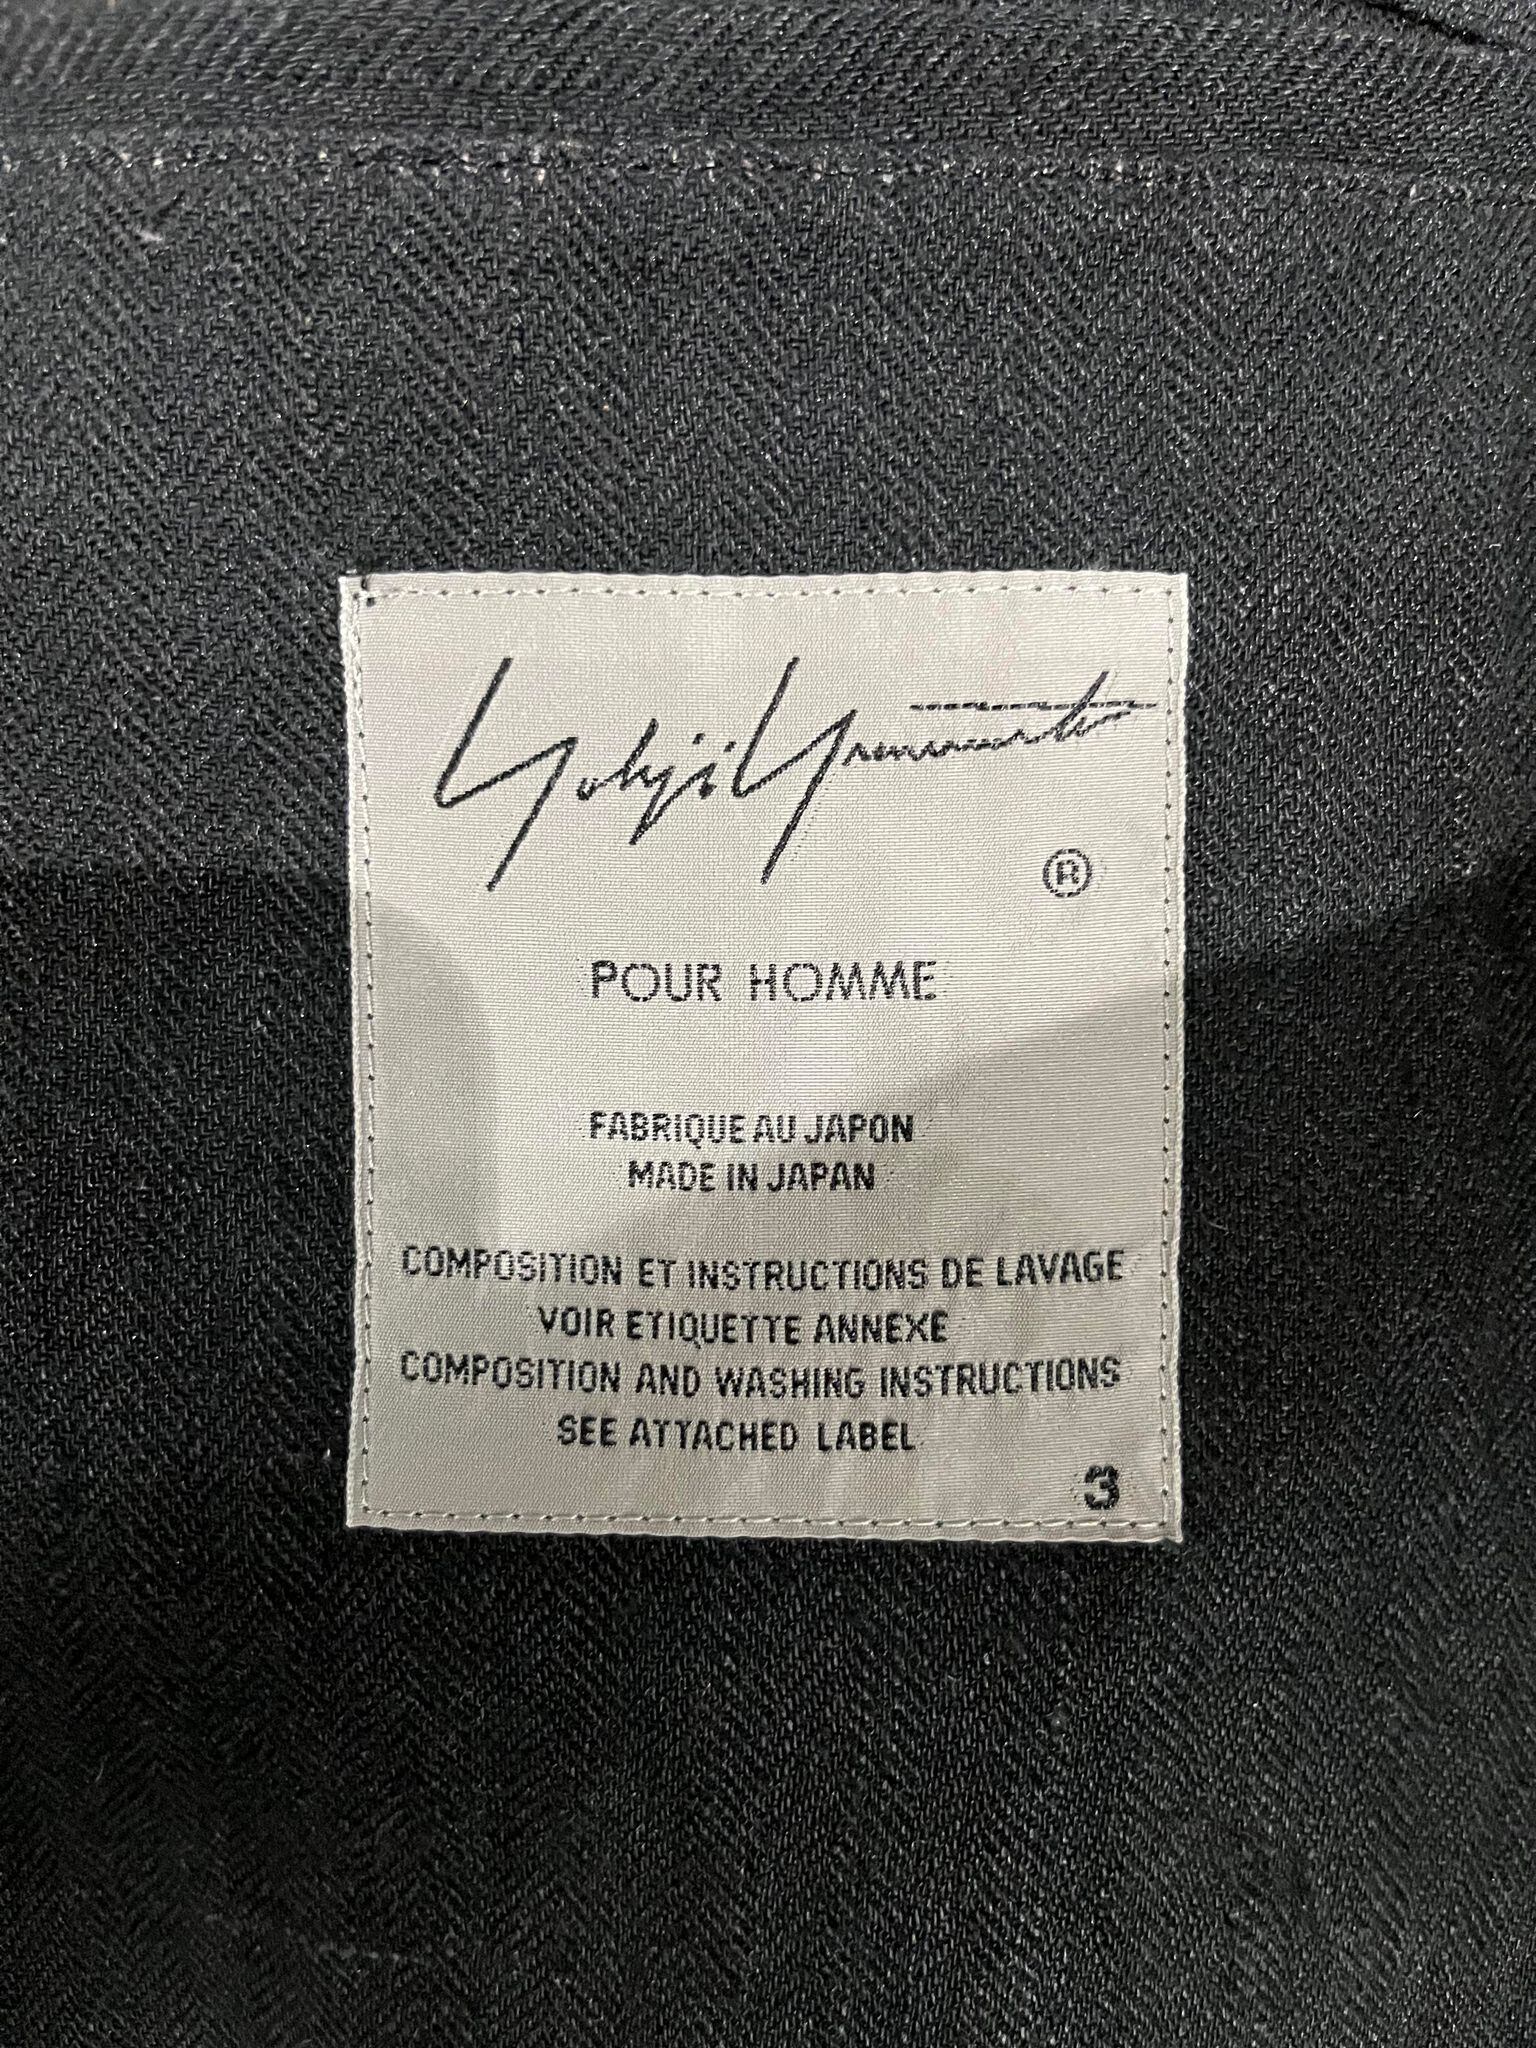 Yohji Yamamoto
®
POUR HOMME
FABRIQUE AU JAPON
MADE IN JAPAN
COMPOSITION ET INSTRUCTIONS DE LAVAGE
VOIR ETIQUETTE ANNEXE
COMPOSITION AND WASHING INSTRUCTIONS
SEE ATTACHED LABEL
3